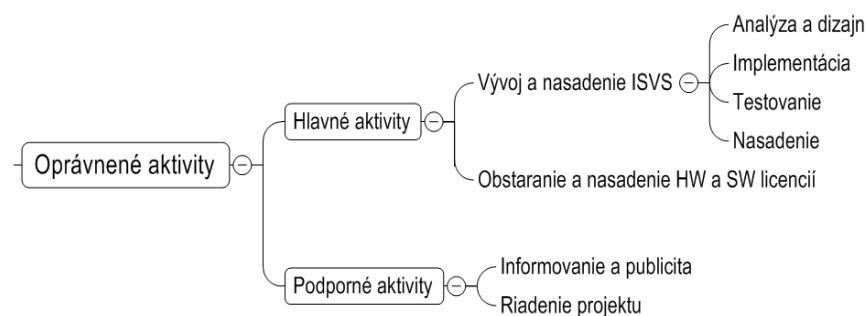 Oprávnené aktivity
Hlavné aktivity
Vývoj a nasadenie ISVS
Analýza a dizajn
Implementácia
Testovanie
Nasadenie
Obstaranie a nasadenie HW a SW licencií
Podporné aktivity
Informovanie a publicita
Riadenie projektu